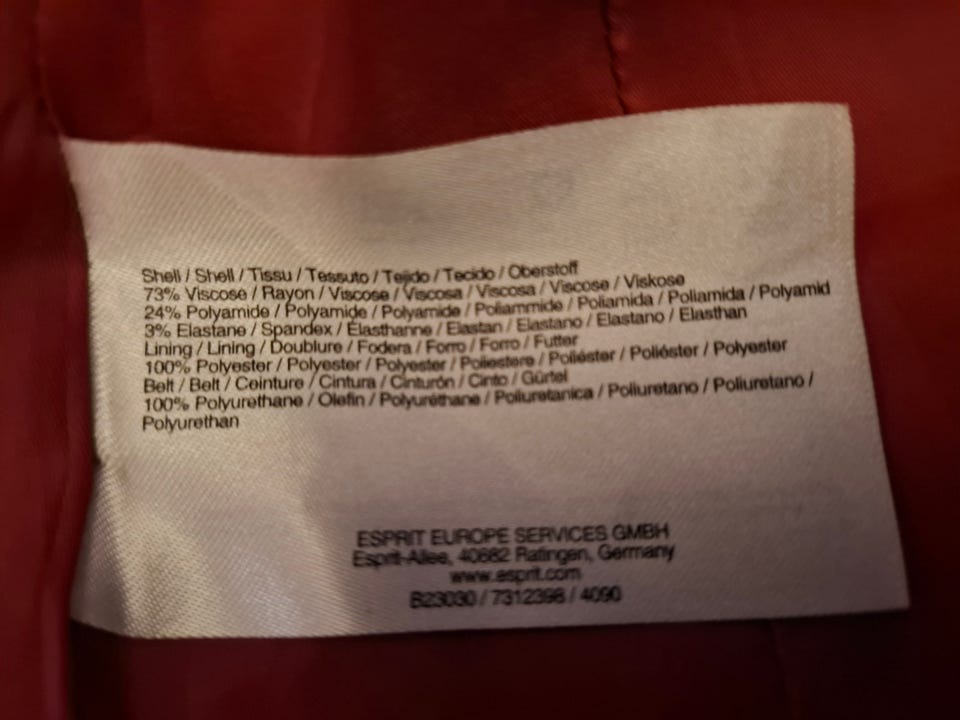 Shell / Shell / Tissu / Tessuto / Tejido / Tecido / Oberstoff
73% Viscose / Rayon / Viscose / Viscosa / Viscosa / Viscose / Viskose
24% Polyamide / Polyamide / Polyamide / Poliammide / Poliamida / Poliamida / Polyamid
3% Elastane / Spandex / Élasthanne / Elastan / Elastano / Elastano / Elasthan
Lining / Lining / Doublure / Fodera / Forro / Forro / Futter
100% Polyester / Polyester / Polyester / Poliestere / Poliéster / Poliéster / Polyester
Belt / Belt / Ceinture / Cintura / Cinturón / Cinto / Gürtel
100% Polyurethane / Olefin / Polyuréthane / Poliuretanica / Poliuretano / Poliuretano /
Polyurethan
ESPRIT EUROPE SERVICES GMBH
Esprit-Allee, 40882 Ratingen, Germany
www.esprit.com
B23030 / 7312398 / 4090